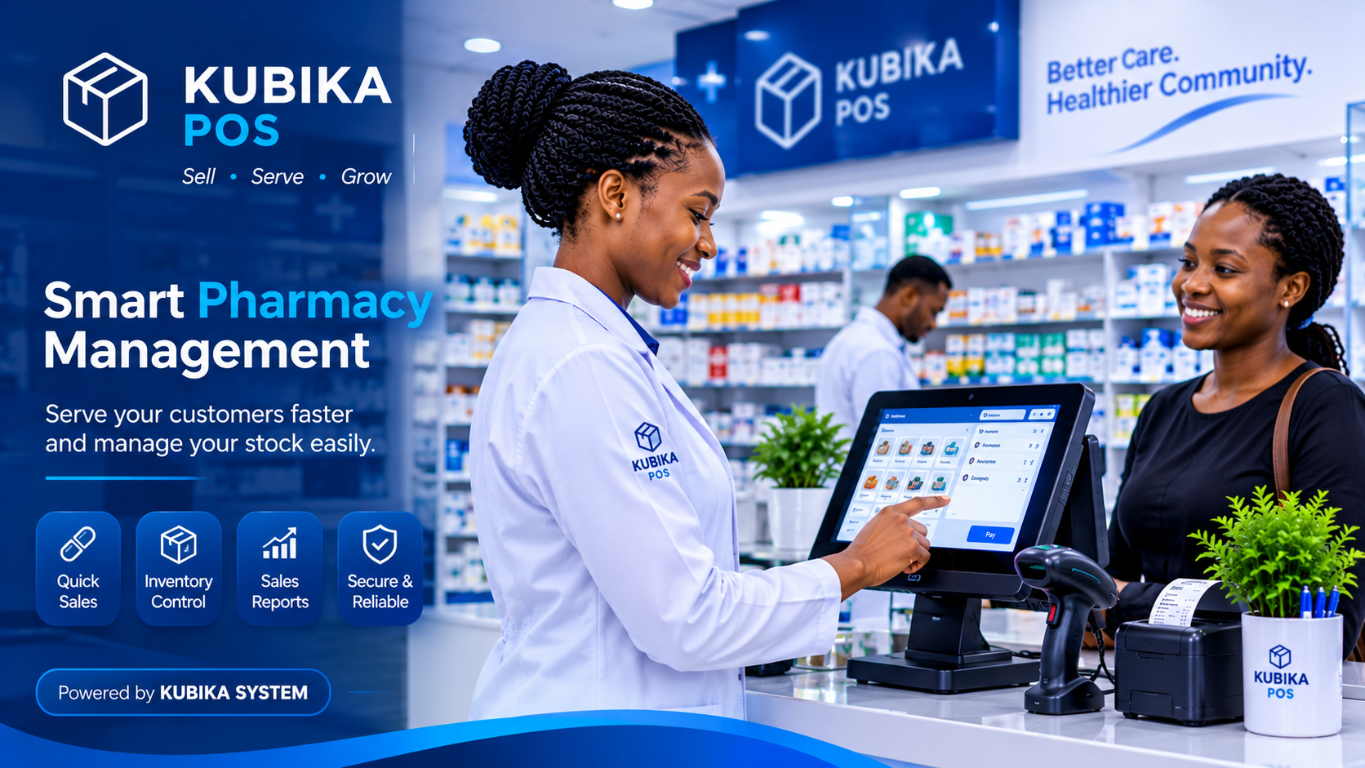 KUBIKA
POS
Sell • Serve • Grow
Smart Pharmacy
Management
Serve your customers faster
and manage your stock easily.
Quick
Sales
Inventory
Control
Sales
Reports
Secure &
Reliable
Powered by KUBIKA SYSTEM
KUBIKA
POS
Better Care.
Healthier Community.
KUBIKA
POS
Pay
KUBIKA
POS